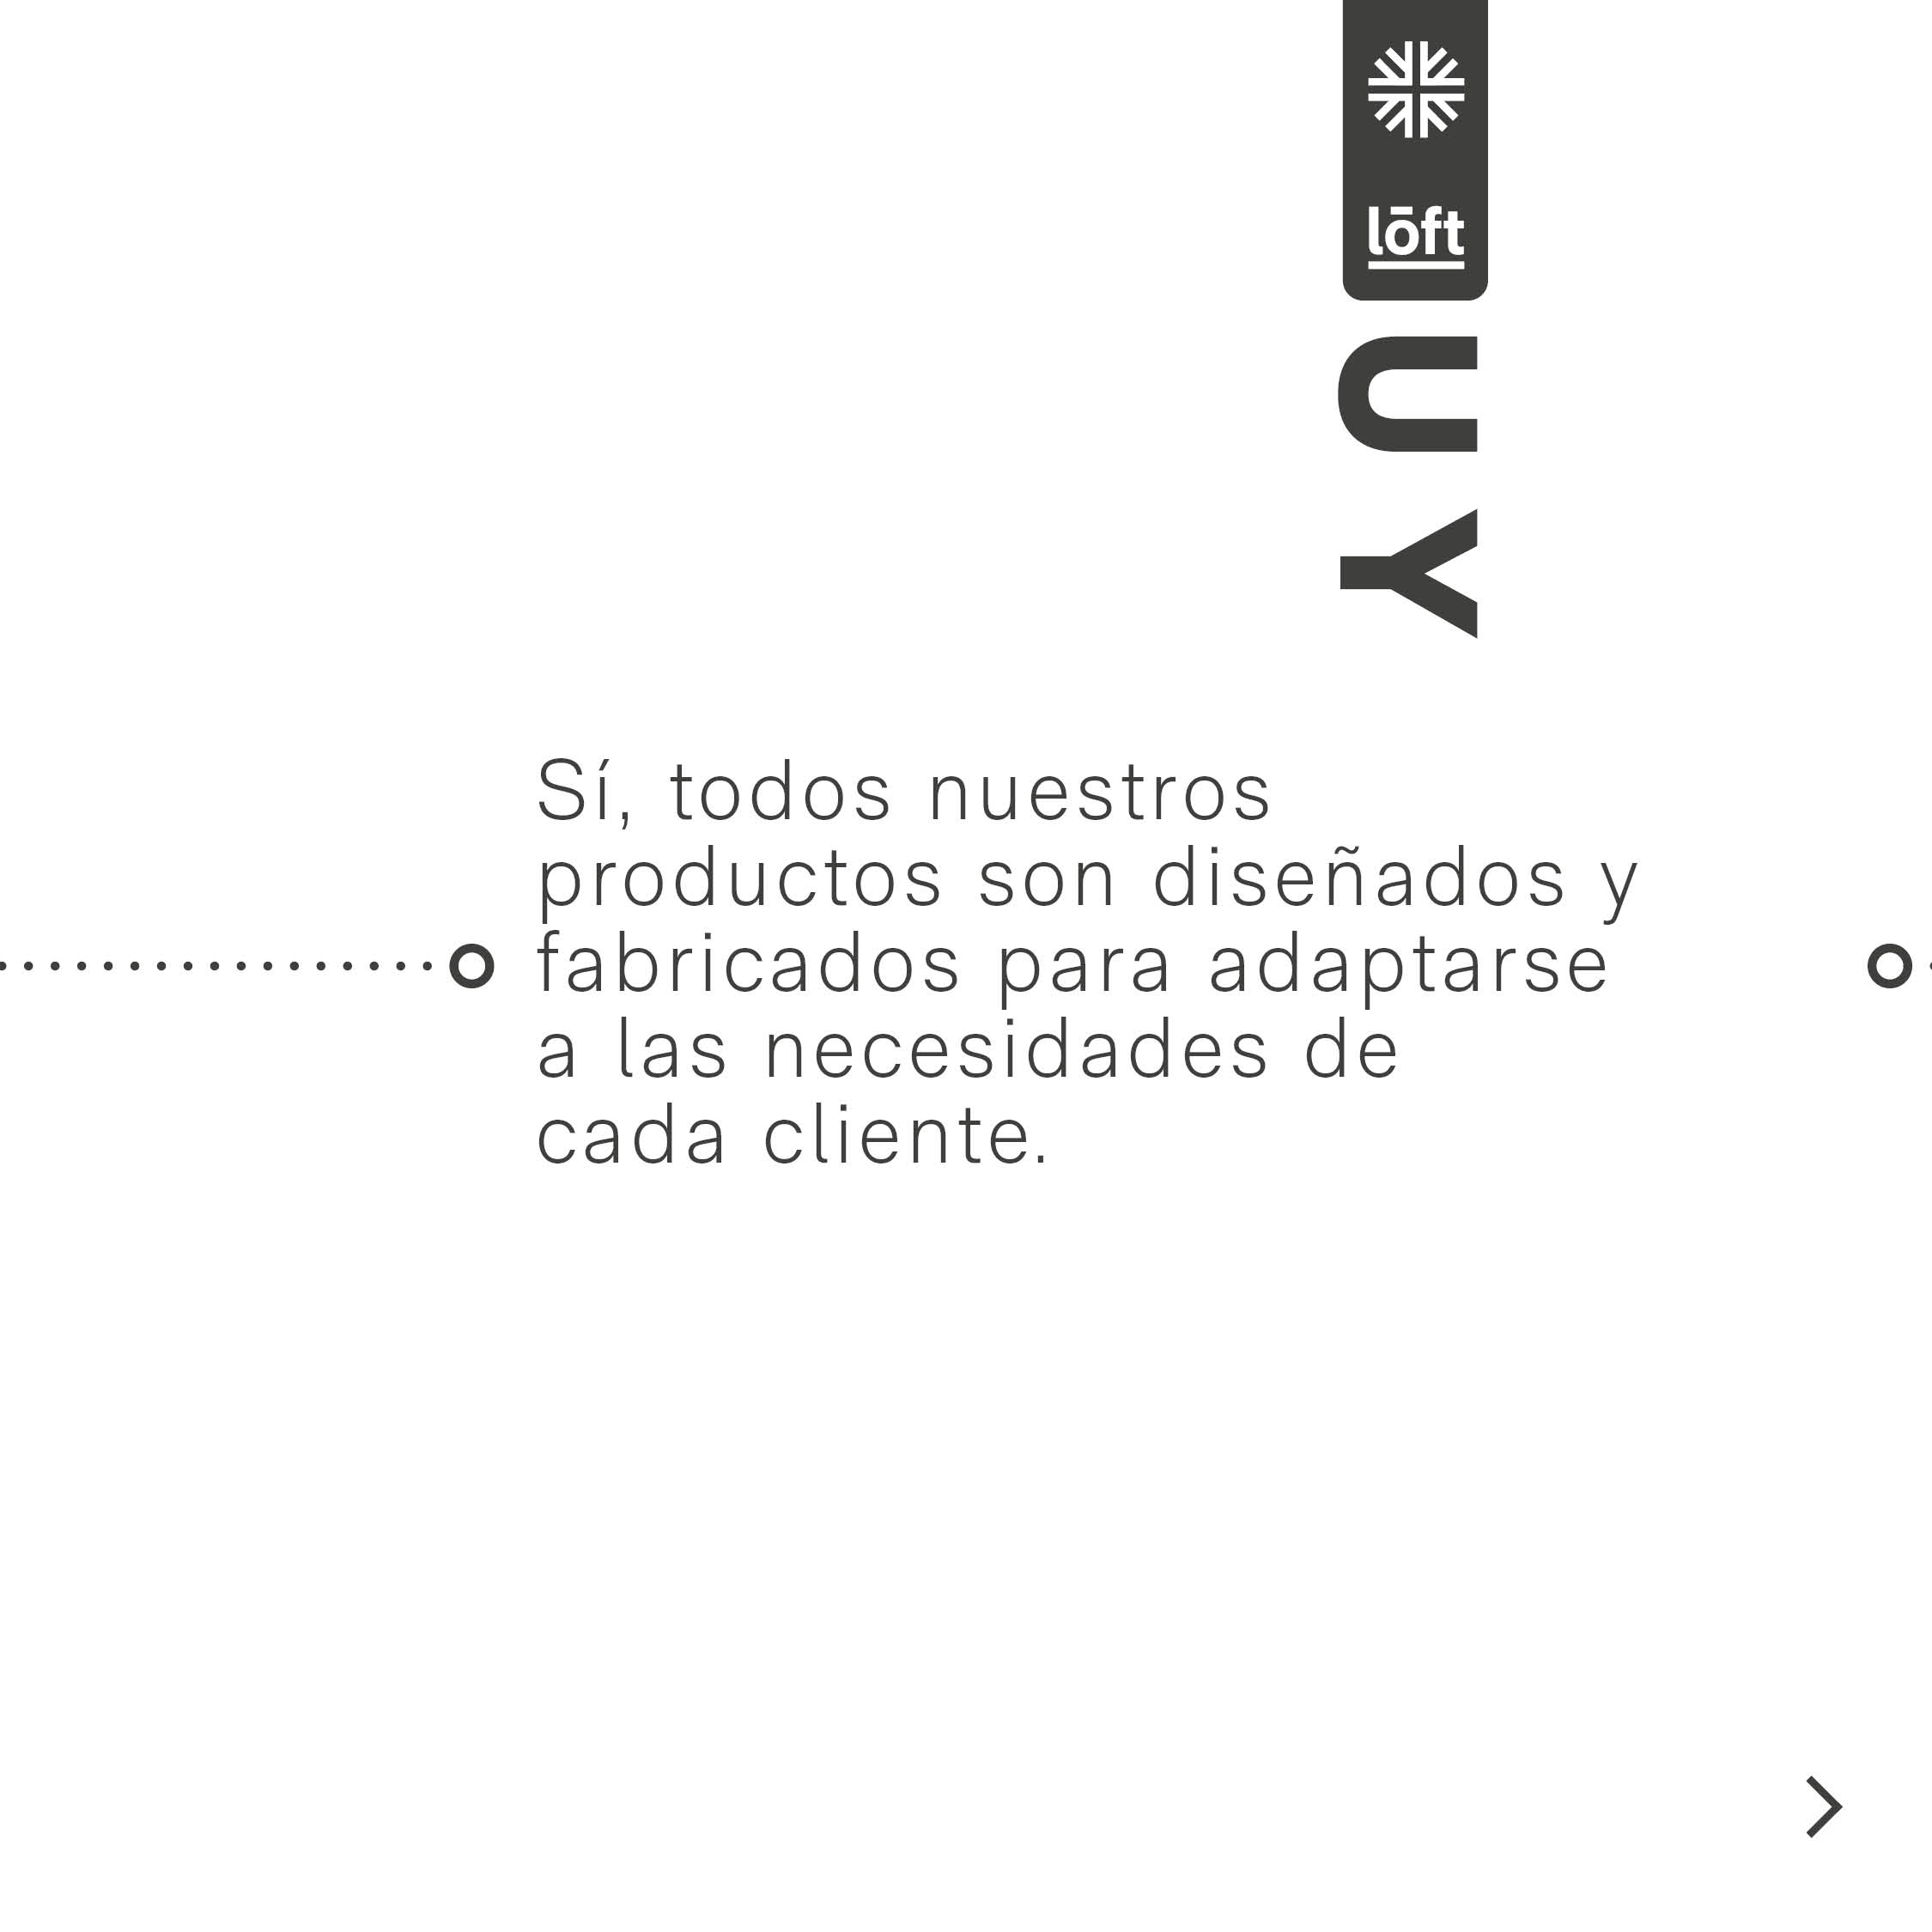 lōft
UY
Sí, todos nuestros
productos son diseñados y
fabricados para adaptarse
a las necesidades de
cada cliente.